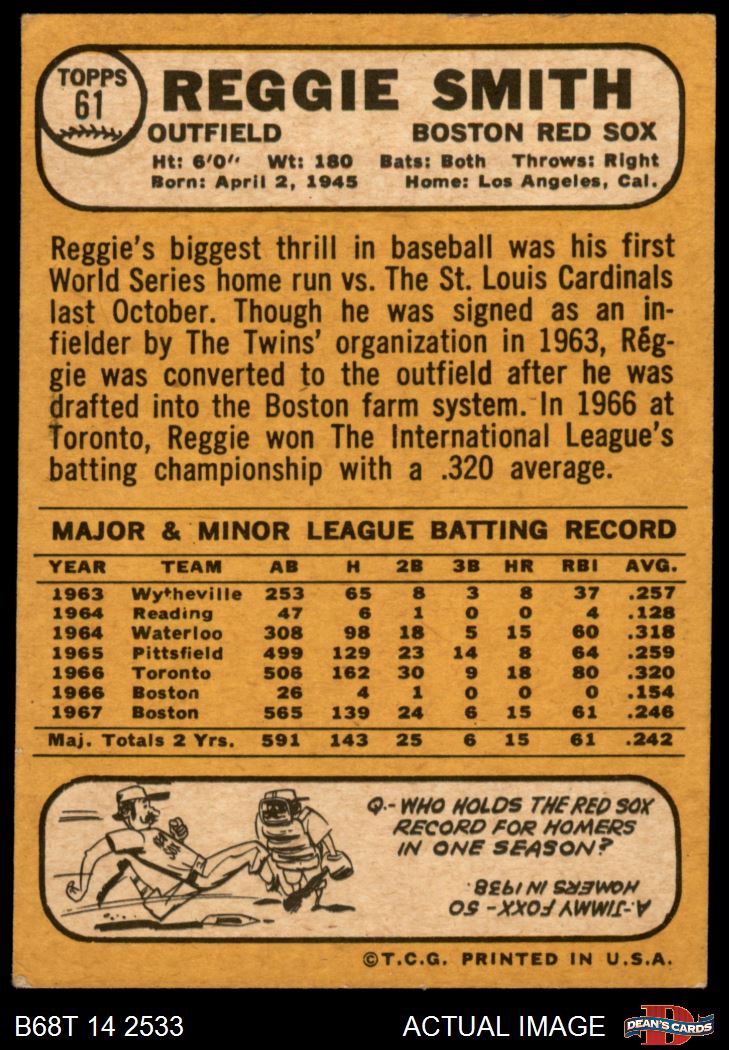 TOPPS
61
REGGIE SMITH
OUTFIELD BOSTON RED SOX
Ht: 6'0" Wt: 180 Bats: Both Throws: Right
Born: April 2, 1945 Home: Los Angeles, Cal.
Reggie's biggest thrill in baseball was his first
World Series home run vs. The St. Louis Cardinals
last October. Though he was signed as an in-
fielder by The Twins' organization in 1963, Reg-
gie was converted to the outfield after he was
drafted into the Boston farm system. In 1966 at
Toronto, Reggie won The International League's
batting championship with a .320 average.
MAJOR & MINOR LEAGUE BATTING RECORD
YEAR TEAM AB H 2B 3B HR RBI AVG.
1963 Wytheville 253 65 8 3 8 37 .257
1964 Reading 47 6 1 0 0 4 .128
1964 Waterloo 308 98 18 5 15 60 .318
1965 Pittsfield 499 129 23 14 8 64 .259
1966 Toronto 506 162 30 9 18 80 .320
1966 Boston 26 4 1 0 0 0 .154
1967 Boston 565 139 24 6 15 61 .246
Maj. Totals 2 Yrs. 591 143 25 6 15 61 .242
Q.-WHO HOLDS THE RED SOX
RECORD FOR HOMERS
IN ONE SEASON?
A-JIMMY FOXX- 50
HOMERS IN 1938.
©T.C.G. PRINTED IN U.S.A.
B68T 14 2533 ACTUAL IMAGE
DEAN'S CARDS